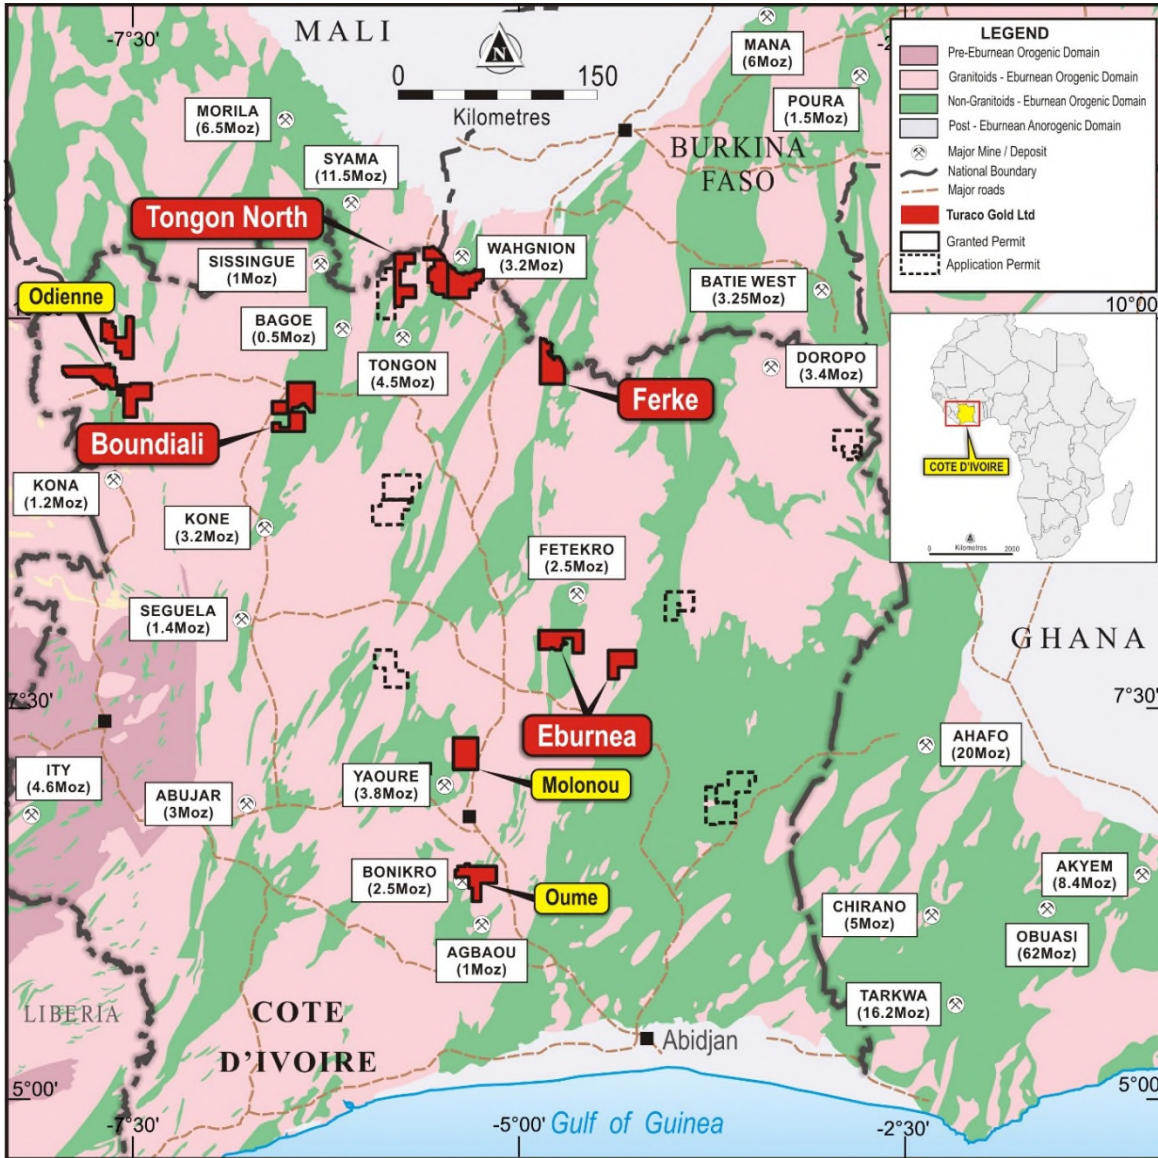 -7°30'
MALI
N
0 150
Kilometres
MANA
(6Moz)
POURA
(1.5Moz)
MORILA
(6.5Moz)
SYAMA
(11.5Moz)
BURKINA
FASO
LEGEND
Pre-Eburnean Orogenic Domain
Granitoids - Eburnean Orogenic Domain
Non-Granitoids - Eburnean Orogenic Domain
Post - Eburnean Anorogenic Domain
Major Mine / Deposit
National Boundary
Major roads
Turaco Gold Ltd
Granted Permit
Application Permit
Tongon North
SISSINGUE
(1Moz)
WAHGNION
(3.2Moz)
BATIE WEST
(3.25Moz)
10°00'
Odienne
BAGOE
(0.5Moz)
TONGON
(4.5Moz)
DOROPO
(3.4Moz)
Ferke
Boundiali
COTE D'IVOIRE
Kilometres
0 2000
KONA
(1.2Moz)
KONE
(3.2Moz)
FETEKRO
(2.5Moz)
SEGUELA
(1.4Moz)
GHANA
7°30'
7°30'
Eburnea
AHAFO
(20Moz)
ITY
(4.6Moz)
ABUJAR
(3Moz)
YAOURE
(3.8Moz)
Molonou
BONIKRO
(2.5Moz)
Oume
AKYEM
(8.4Moz)
CHIRANO
(5Moz)
OBUASI
(62Moz)
AGBAOU
(1Moz)
TARKWA
(16.2Moz)
LIBERIA
COTE
D'IVOIRE
Abidjan
5°00'
5°00'
-7°30'
-5°00'
Gulf of Guinea
-2°30'